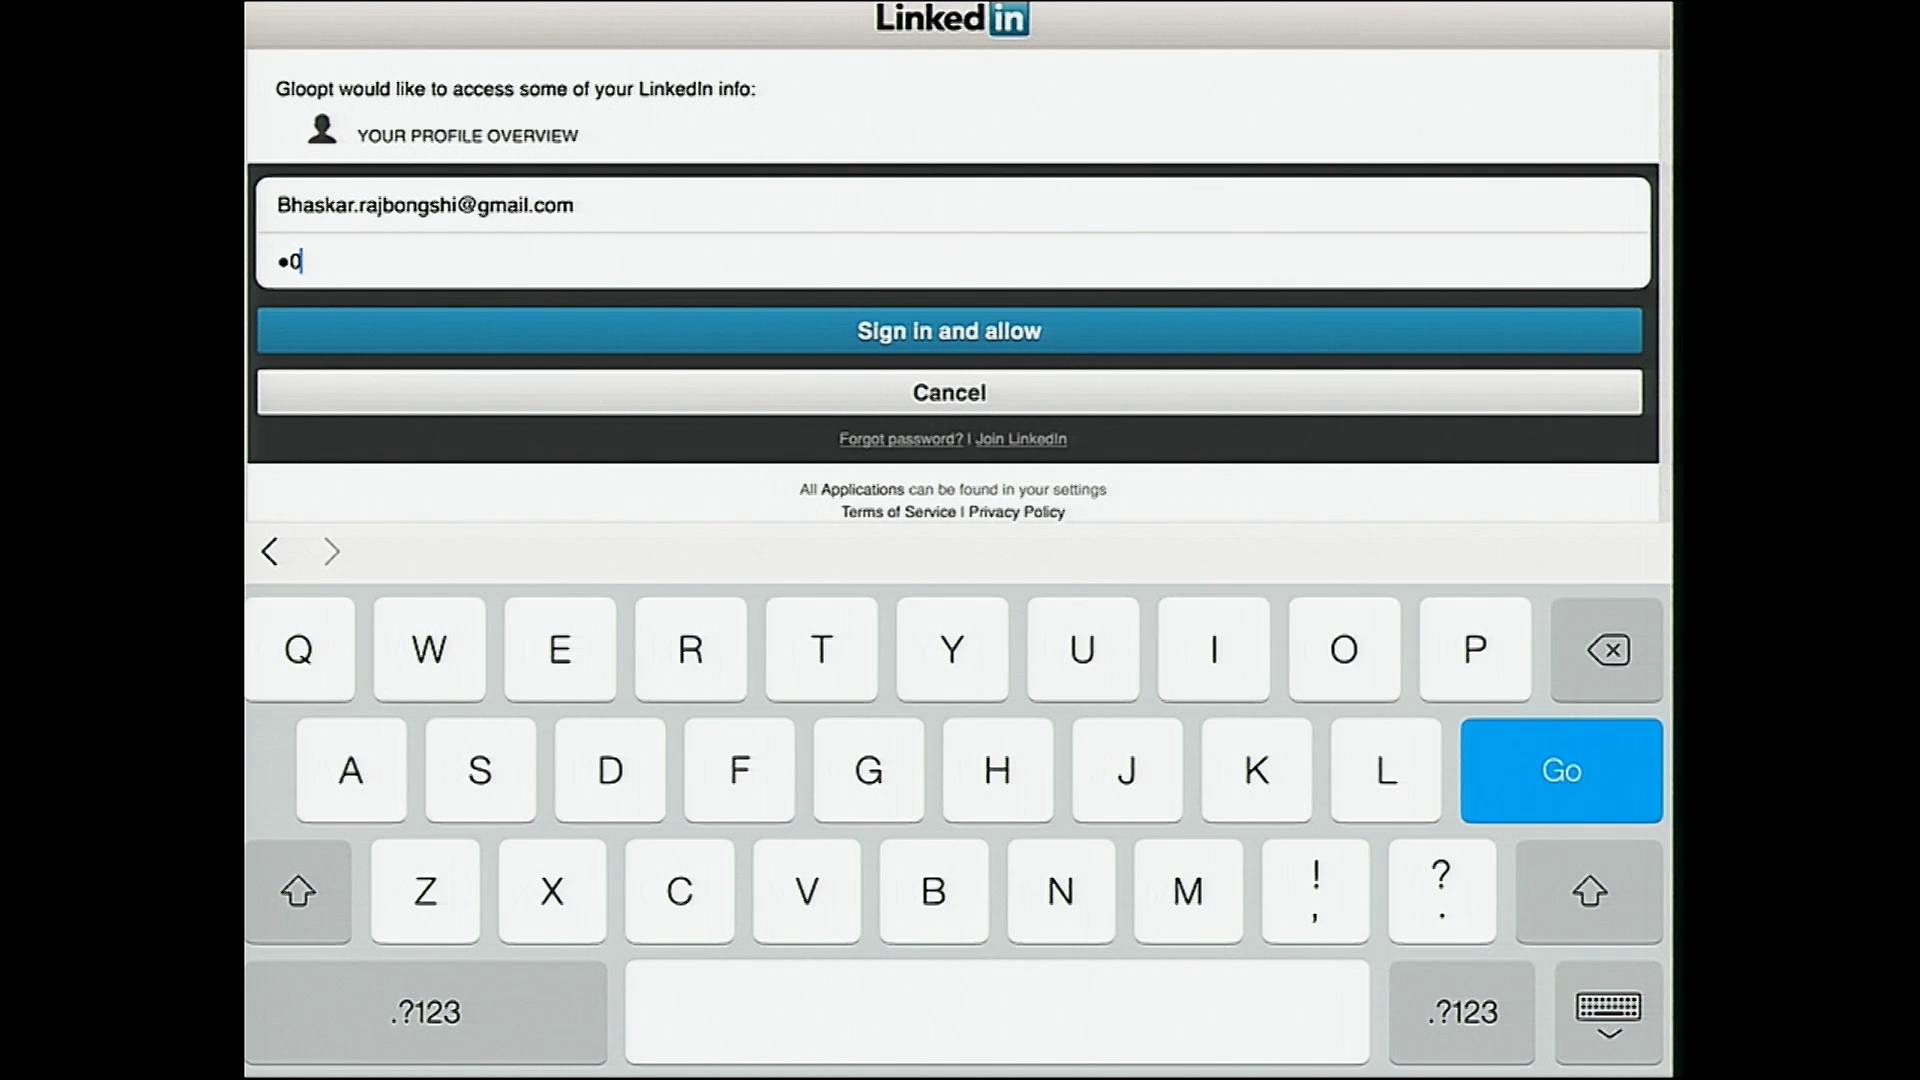 Linked in
Gloopt would like to access some of your LinkedIn info:
YOUR PROFILE OVERVIEW
Bhaskar.rajbongshi@gmail.com
●0
Sign in and allow
Cancel
Forgot password? | Join LinkedIn
All Applications can be found in your settings
Terms of Service | Privacy Policy
Q W E R T Y U I O P
A S D F G H J K L Go
Z X C V B N M ! , ? .
.?123 .?123